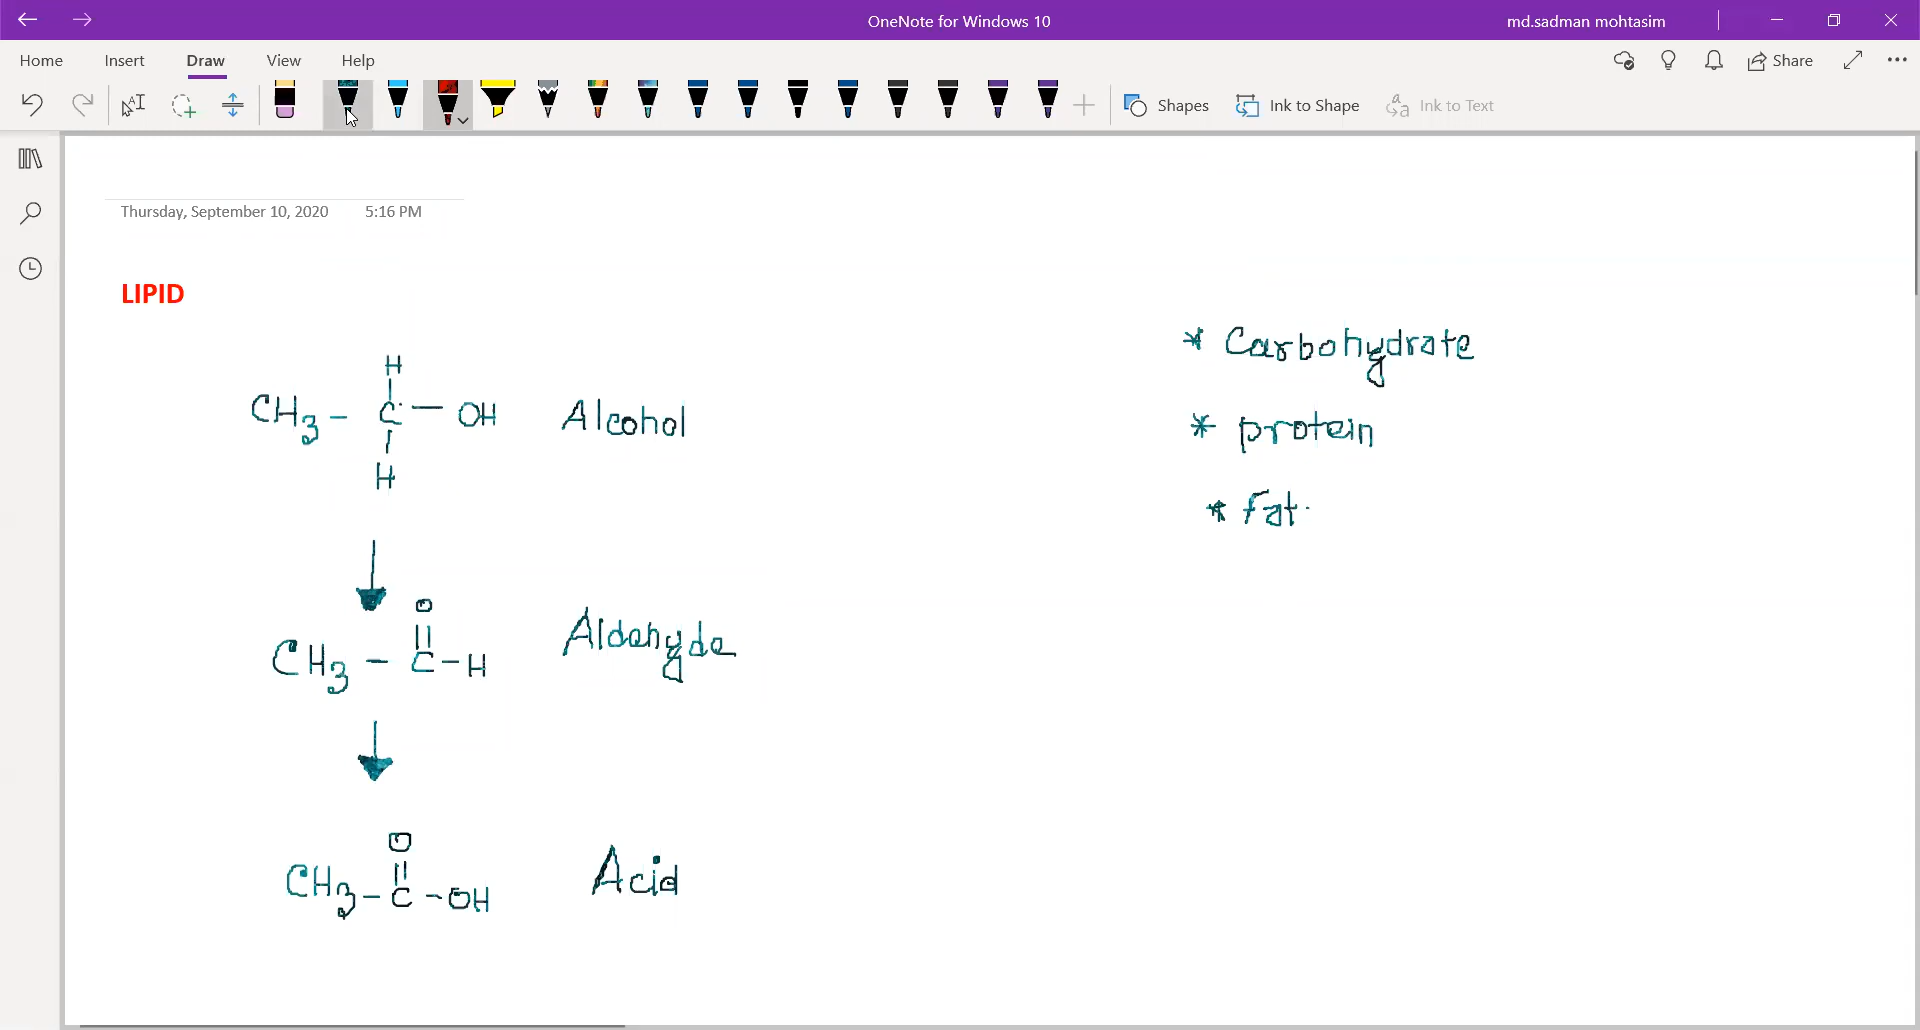 OneNote for Windows 10
md.sadman mohtasim
Home Insert Draw View Help
Share
Shapes Ink to Shape Ink to Text
Thursday, September 10, 2020 5:16 PM
LIPID
H
CH3 - C - OH Alcohol
H
O
CH3 - C - H Aldehyde
O
CH3 - C - OH Acid
* Carbohydrate
* protein
* Fat